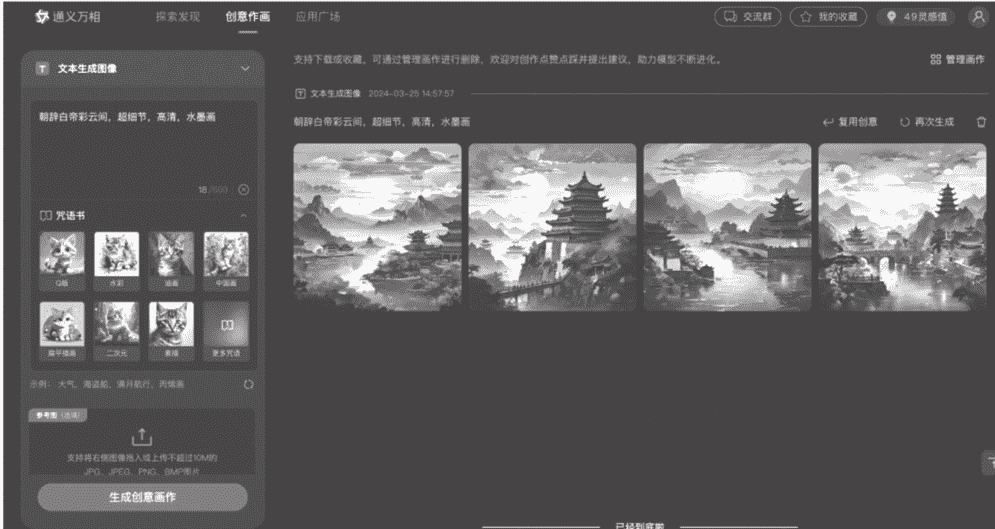 通义万相
探索发现
创意作画
应用广场
交流群
我的收藏
49灵感值
文本生成图像
朝辞白帝彩云间，超细节，高清，水墨画
18/500
咒语书
Q版
水彩
油画
中国画
扁平插画
二次元
素描
更多咒语
示例：大气，海盗船，满月航行，丙烯画
参考图（选填）
支持将右侧图像拖入或上传不超过10M的
JPG、JPEG、PNG、BMP图片
生成创意画作
支持下载或收藏，可通过管理画作进行删除，欢迎对创作点赞点踩并提出建议，助力模型不断进化。
管理画作
文本生成图像 2024-03-25 14:57:57
朝辞白帝彩云间，超细节，高清，水墨画
复用创意
再次生成
已经到底啦